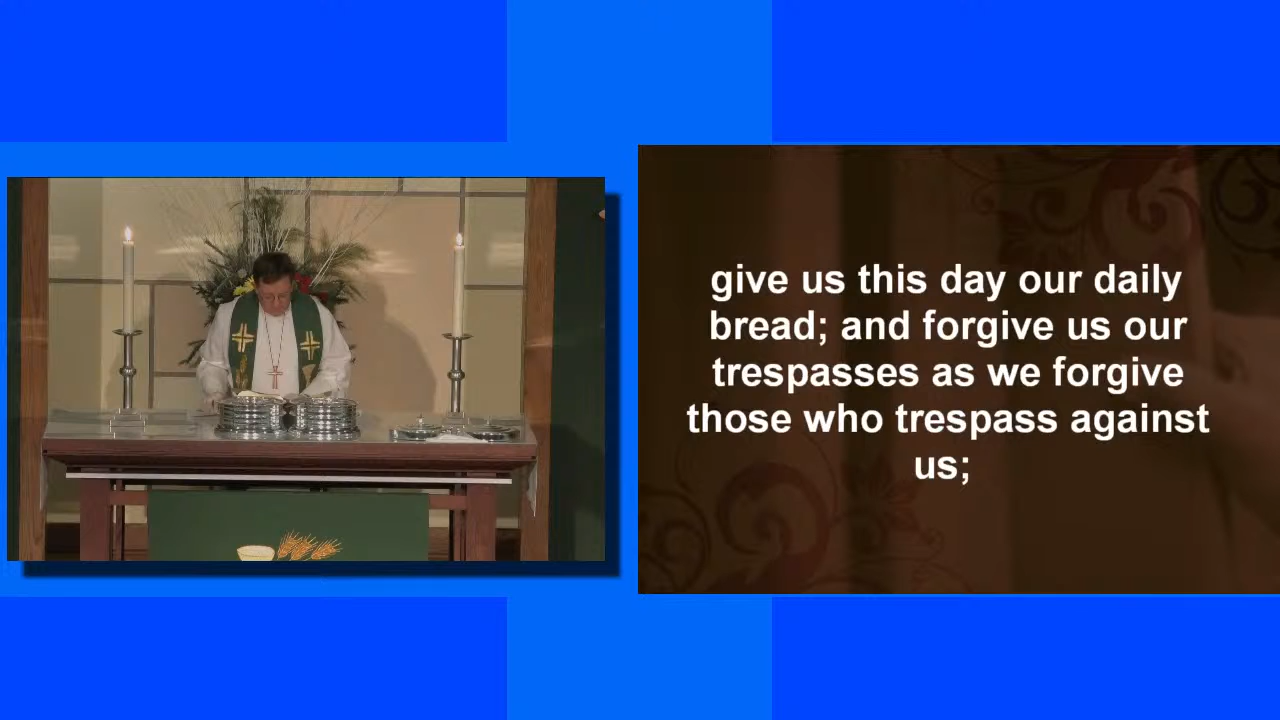 give us this day our daily
bread; and forgive us our
trespasses as we forgive
those who trespass against
us;